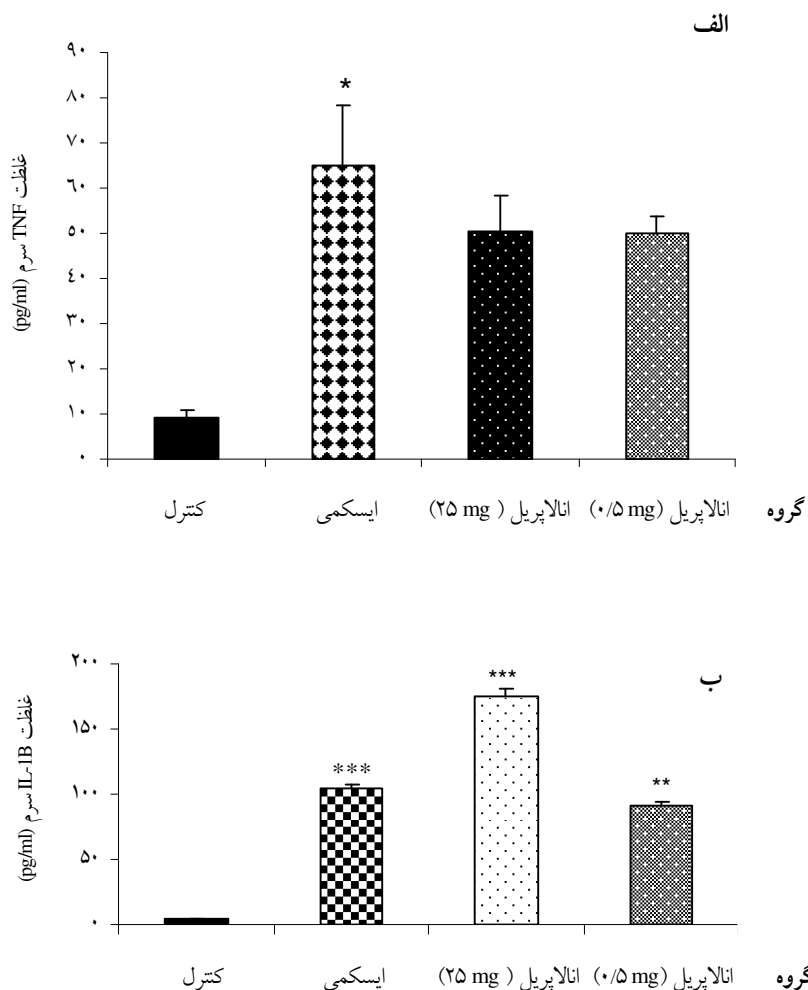 الف
غلظت TNF سرم (pg/ml)
۹۰
۸۰
۷۰
٦۰
۵۰
٤۰
۳۰
۲۰
۱۰
۰
*
گروه
کنترل
ایسکمی
انالاپریل ( ۲۵ mg)
انالاپریل (۰/۵ mg)
ب
غلظت IL-1B سرم (pg/ml)
۲۰۰
۱۵۰
۱۰۰
۵۰
۰
***
***
**
گروه
کنترل
ایسکمی
انالاپریل ( ۲۵ mg)
انالاپریل (۰/۵ mg)